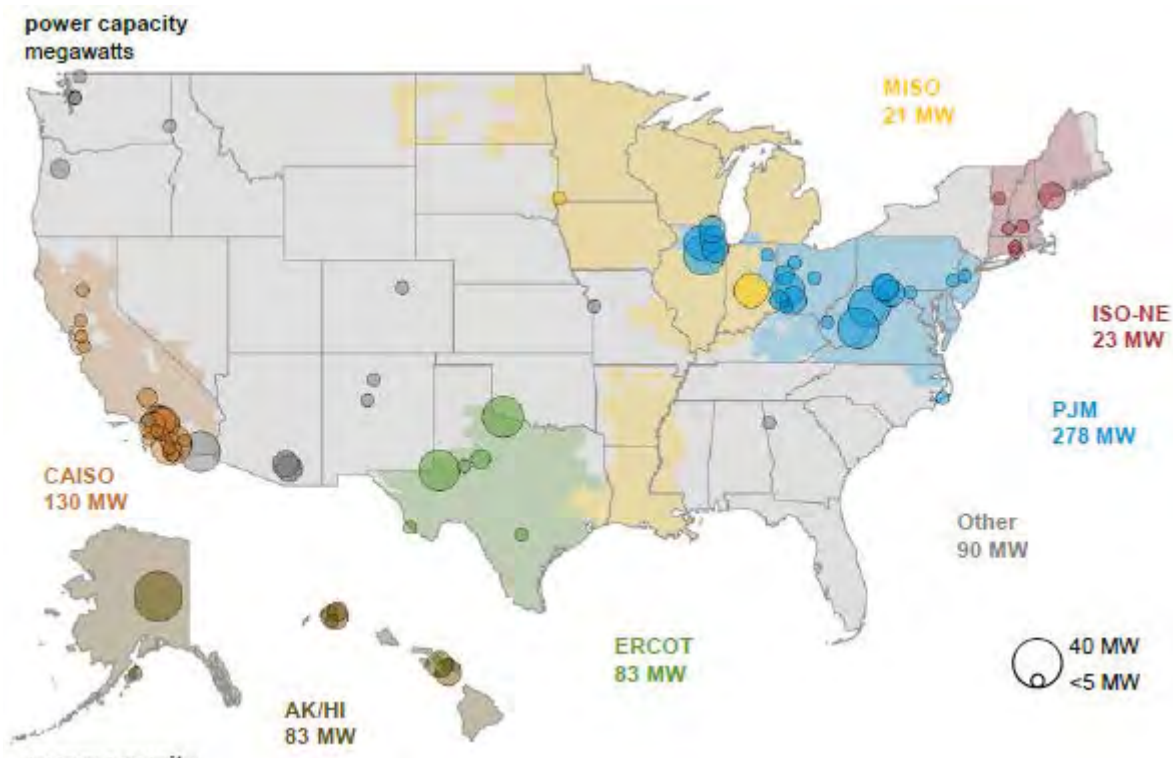 power capacity
megawatts
MISO
21 MW
ISO-NE
23 MW
PJM
278 MW
CAISO
130 MW
Other
90 MW
ERCOT
83 MW
40 MW
<5 MW
AK/HI
83 MW